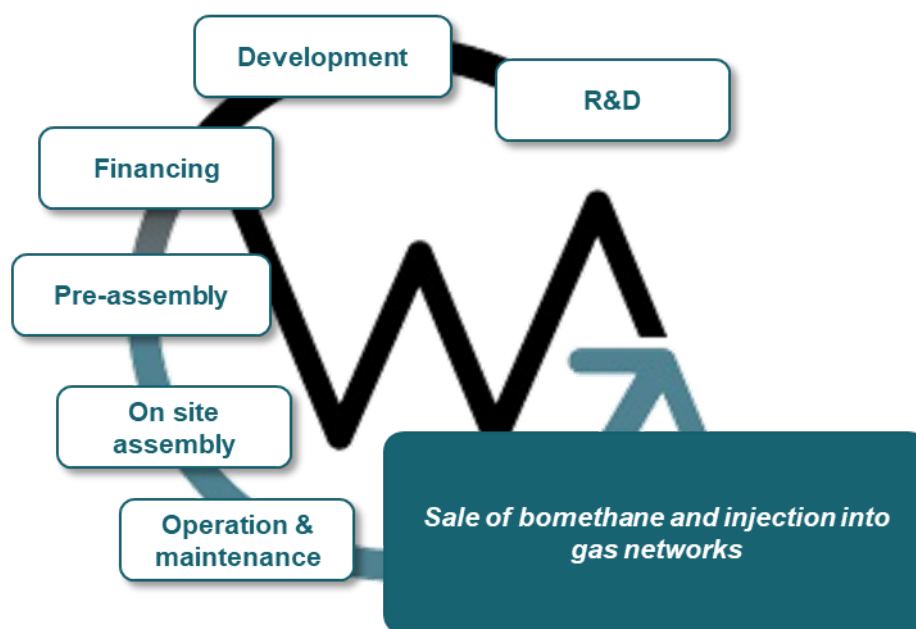 Development
R&D
Financing
Pre-assembly
On site
assembly
Operation &
maintenance
Sale of bomethane and injection into
gas networks